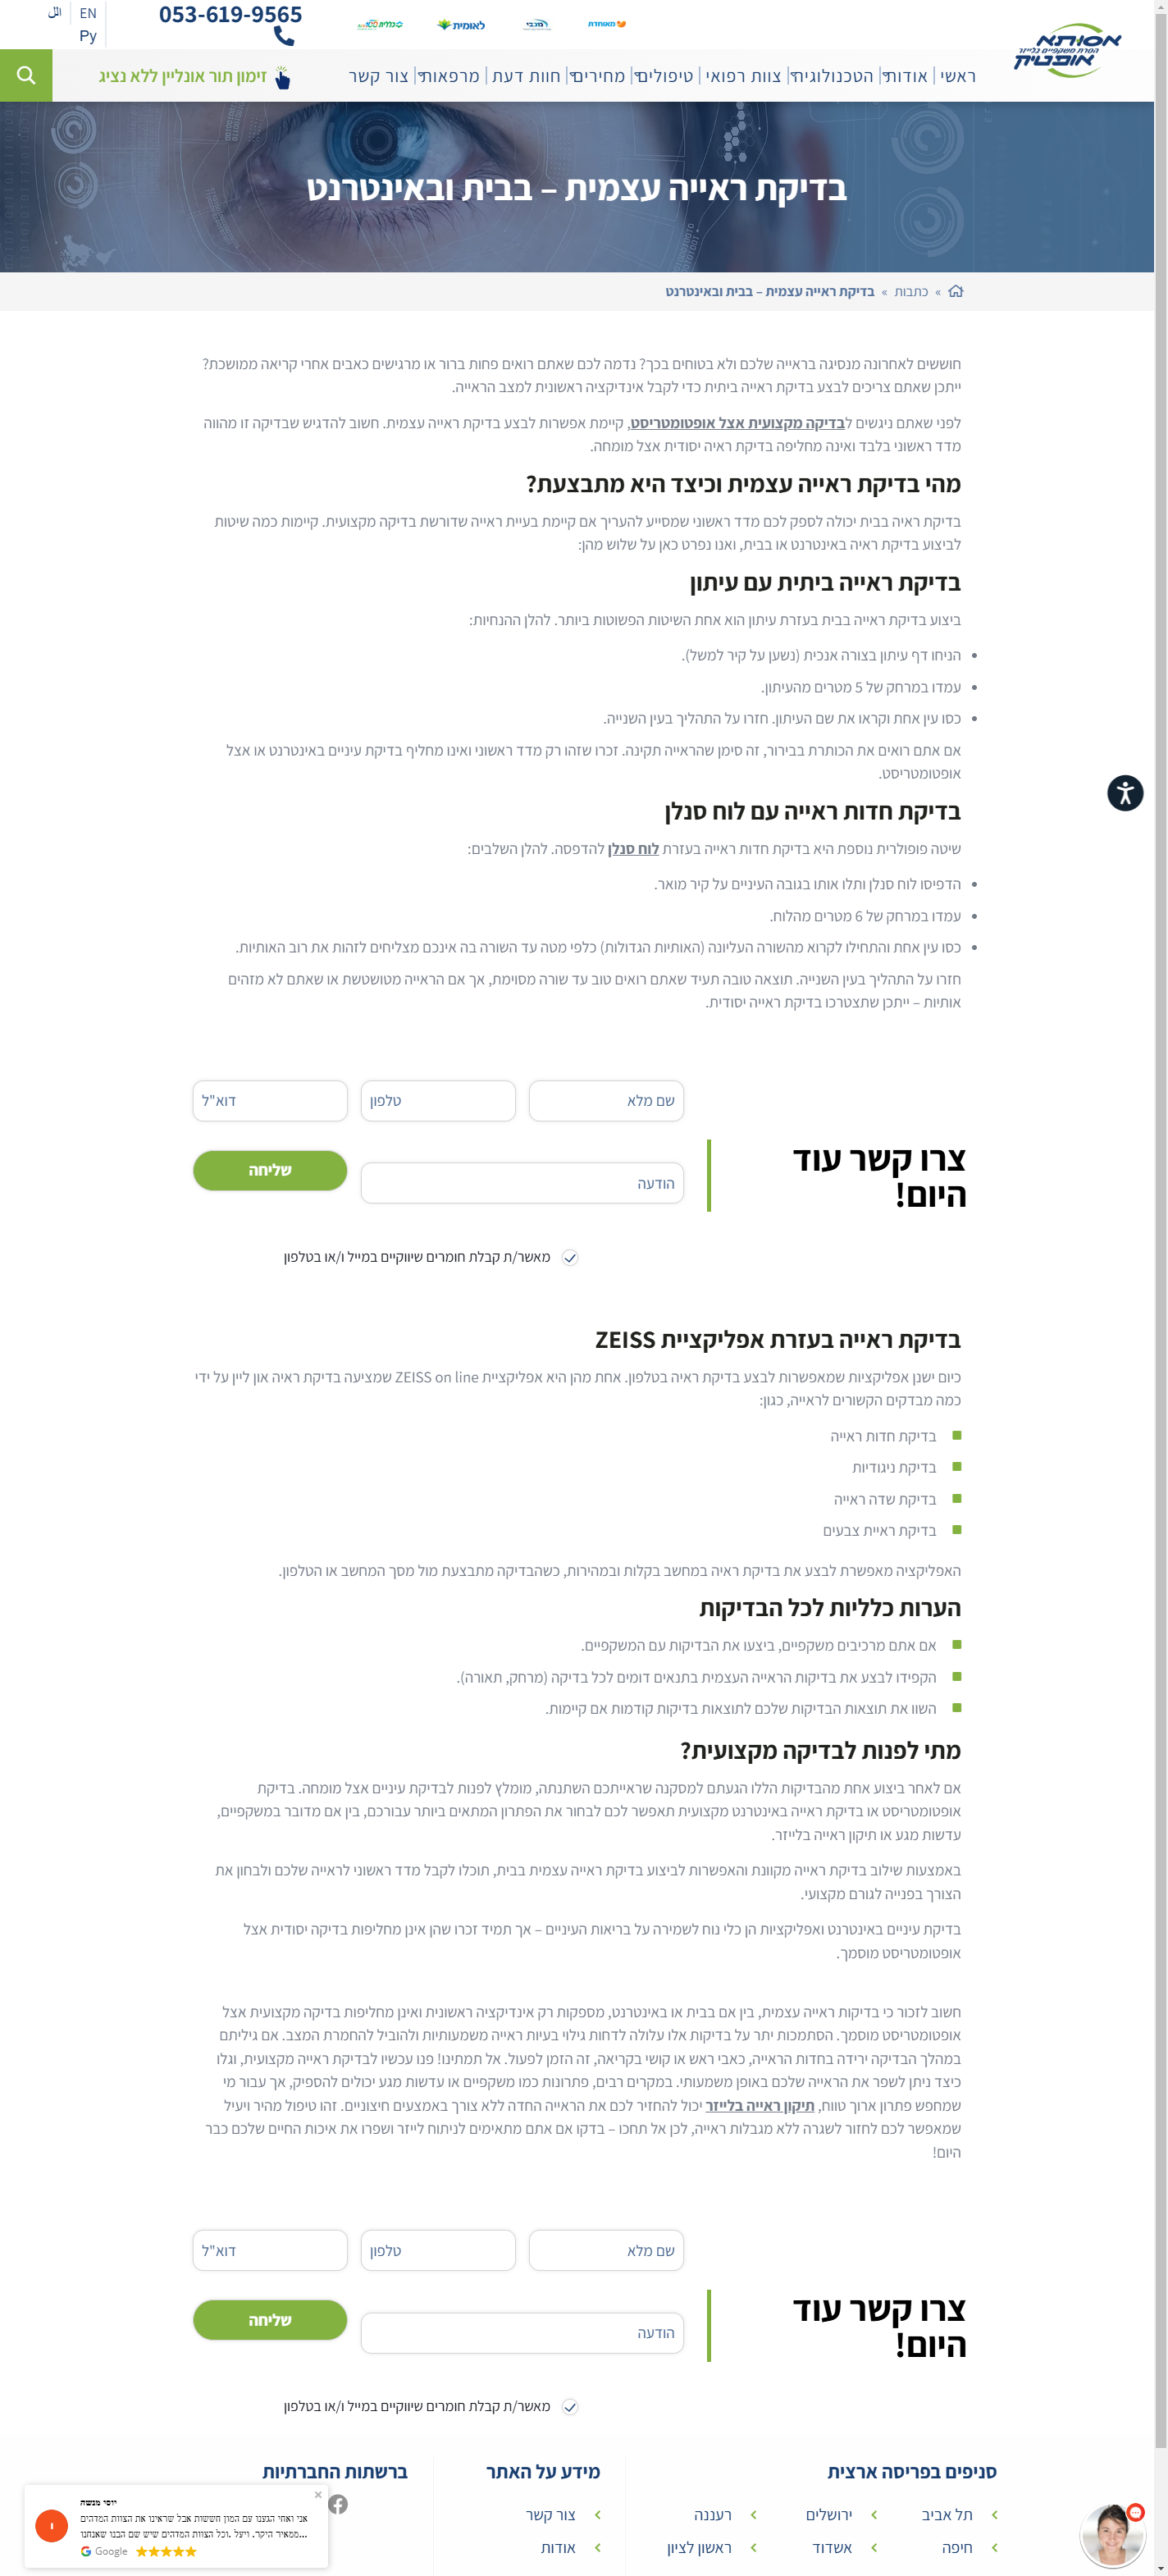 053-619-9565
EN
Py
מאוחדת
מכבי
לאומית
כללית
אסותא
הסרת משקפיים בלייזר
אופטיק
ראשי | אודות | הטכנולוגיה | צוות רפואי | טיפולים | מחירים | חוות דעת | מרפאות | צור קשר
זימון תור אונליין ללא נציג
בדיקת ראייה עצמית – בבית ובאינטרנט
» כתבות » בדיקת ראייה עצמית – בבית ובאינטרנט
חוששים לאחרונה מנסיגה בראייה שלכם ולא בטוחים בכך? נדמה לכם שאתם רואים פחות ברור או מרגישים כאבים אחרי קריאה ממושכת?
ייתכן שאתם צריכים לבצע בדיקת ראייה ביתית כדי לקבל אינדיקציה ראשונית למצב הראייה.
לפני שאתם ניגשים לבדיקה מקצועית אצל אופטומטריסט, קיימת אפשרות לבצע בדיקת ראייה עצמית. חשוב להדגיש שבדיקה זו מהווה
מדד ראשוני בלבד ואינה מחליפה בדיקת ראיה יסודית אצל מומחה.
מהי בדיקת ראייה עצמית וכיצד היא מתבצעת?
בדיקת ראיה בבית יכולה לספק לכם מדד ראשוני שמסייע להעריך אם קיימת בעיית ראייה שדורשת בדיקה מקצועית. קיימות כמה שיטות
לביצוע בדיקת ראיה באינטרנט או בבית, ואנו נפרט כאן על שלוש מהן:
בדיקת ראייה ביתית עם עיתון
ביצוע בדיקת ראייה בבית בעזרת עיתון הוא אחת השיטות הפשוטות ביותר. להלן ההנחיות:
• הניחו דף עיתון בצורה אנכית (נשען על קיר למשל).
• עמדו במרחק של 5 מטרים מהעיתון.
• כסו עין אחת וקראו את שם העיתון. חזרו על התהליך בעין השנייה.
אם אתם רואים את הכותרת בבירור, זה סימן שהראייה תקינה. זכרו שזהו רק מדד ראשוני ואינו מחליף בדיקת עיניים באינטרנט או אצל
אופטומטריסט.
בדיקת חדות ראייה עם לוח סנלן
שיטה פופולרית נוספת היא בדיקת חדות ראייה בעזרת לוח סנלן להדפסה. להלן השלבים:
• הדפיסו לוח סנלן ותלו אותו בגובה העיניים על קיר מואר.
• עמדו במרחק של 6 מטרים מהלוח.
• כסו עין אחת והתחילו לקרוא מהשורה העליונה (האותיות הגדולות) כלפי מטה עד השורה בה אינכם מצליחים לזהות את רוב האותיות.
חזרו על התהליך בעין השנייה. תוצאה טובה תעיד שאתם רואים טוב עד שורה מסוימת, אך אם הראייה מטושטשת או שאתם לא מזהים
אותיות – ייתכן שתצטרכו בדיקת ראייה יסודית.
צרו קשר עוד
היום!
שם מלא
טלפון
דוא"ל
הודעה
שליחה
מאשר/ת קבלת חומרים שיווקיים במייל ו/או בטלפון
בדיקת ראייה בעזרת אפליקציית ZEISS
כיום ישנן אפליקציות שמאפשרות לבצע בדיקת ראיה בטלפון. אחת מהן היא אפליקציית ZEISS on line שמציעה בדיקת ראיה און ליין על ידי
כמה מבדקים הקשורים לראייה, כגון:
בדיקת חדות ראייה
בדיקת ניגודיות
בדיקת שדה ראייה
בדיקת ראיית צבעים
האפליקציה מאפשרת לבצע את בדיקת ראיה במחשב בקלות ובמהירות, כשהבדיקה מתבצעת מול מסך המחשב או הטלפון.
הערות כלליות לכל הבדיקות
אם אתם מרכיבים משקפיים, ביצעו את הבדיקות עם המשקפיים.
הקפידו לבצע את בדיקות הראייה העצמית בתנאים דומים לכל בדיקה (מרחק, תאורה).
השוו את תוצאות הבדיקות שלכם לתוצאות בדיקות קודמות אם קיימות.
מתי לפנות לבדיקה מקצועית?
אם לאחר ביצוע אחת מהבדיקות הללו הגעתם למסקנה שראייתכם השתנתה, מומלץ לפנות לבדיקת עיניים אצל מומחה. בדיקת
אופטומטריסט או בדיקת ראייה באינטרנט מקצועית תאפשר לכם לבחור את הפתרון המתאים ביותר עבורכם, בין אם מדובר במשקפיים,
עדשות מגע או תיקון ראייה בלייזר.
באמצעות שילוב בדיקת ראייה מקוונת והאפשרות לביצוע בדיקת ראייה עצמית בבית, תוכלו לקבל מדד ראשוני לראייה שלכם ולבחון את
הצורך בפנייה לגורם מקצועי.
בדיקת עיניים באינטרנט ואפליקציות הן כלי נוח לשמירה על בריאות העיניים – אך תמיד זכרו שהן אינן מחליפות בדיקה יסודית אצל
אופטומטריסט מוסמך.
חשוב לזכור כי בדיקות ראייה עצמית, בין אם בבית או באינטרנט, מספקות רק אינדיקציה ראשונית ואינן מחליפות בדיקה מקצועית אצל
אופטומטריסט מוסמך. הסתמכות יתר על בדיקות אלו עלולה לדחות גילוי בעיות ראייה משמעותיות ולהוביל להחמרת המצב. אם גיליתם
במהלך הבדיקה ירידה בחדות הראייה, כאבי ראש או קושי בקריאה, זה הזמן לפעול. אל תמתינו! פנו עכשיו לבדיקת ראייה מקצועית, וגלו
כיצד ניתן לשפר את הראייה שלכם באופן משמעותי. במקרים רבים, פתרונות כמו משקפיים או עדשות מגע יכולים להספיק, אך עבור מי
שמחפש פתרון ארוך טווח, תיקון ראייה בלייזר יכול להחזיר לכם את הראייה החדה ללא צורך באמצעים חיצוניים. זהו טיפול מהיר ויעיל
שמאפשר לכם לחזור לשגרה ללא מגבלות ראייה, לכן אל תחכו – בדקו אם אתם מתאימים לניתוח לייזר ושפרו את איכות החיים שלכם כבר
היום!
צרו קשר עוד
היום!
שם מלא
טלפון
דוא"ל
הודעה
שליחה
מאשר/ת קבלת חומרים שיווקיים במייל ו/או בטלפון
סניפים בפריסה ארצית
תל אביב
ירושלים
רעננה
חיפה
אשדוד
ראשון לציון
מידע על האתר
צור קשר
אודות
ברשתות החברתיות
יוסי מנשה
אני ואחי הגענו עם המון חששות אבל שראינו את הצוות המדהים
ממאיר היקר. ויעל .וכל הצוות המדהים שיש שם הבנו שאנחנו...
Google